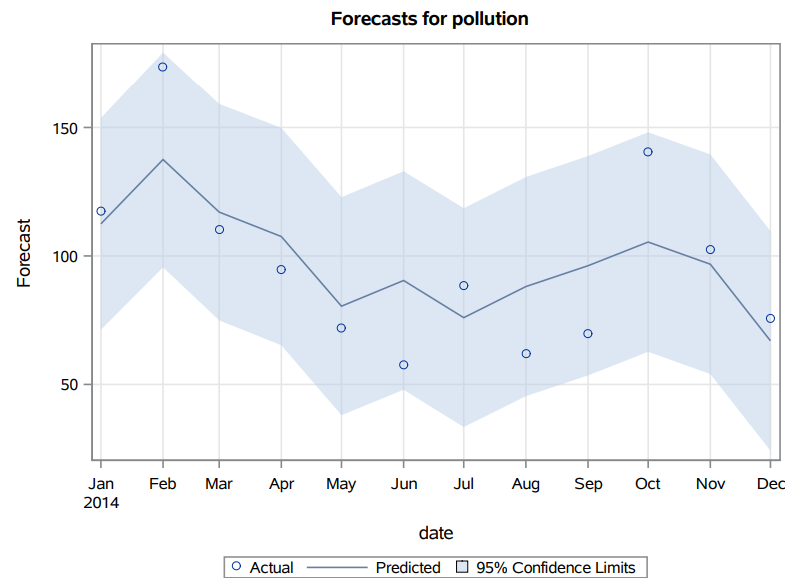 Forecasts for pollution
Forecast
150
100
50
Jan Feb Mar Apr May Jun Jul Aug Sep Oct Nov Dec
2014
date
Actual Predicted 95% Confidence Limits